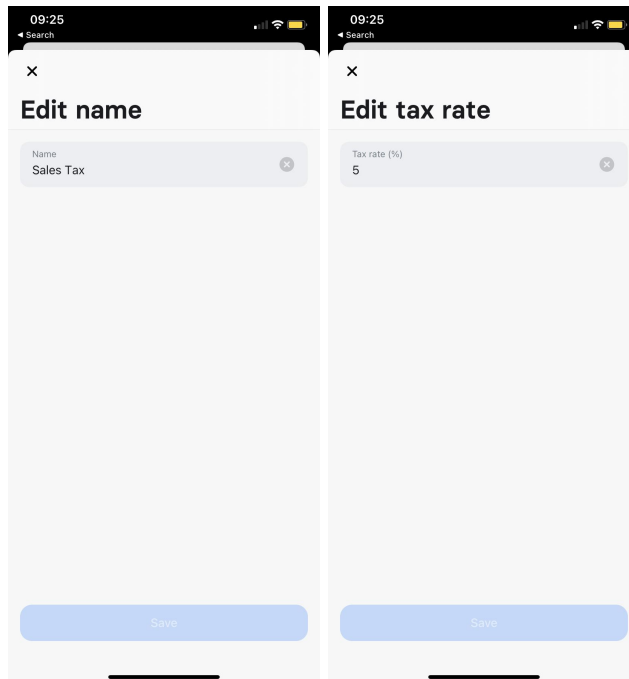 09:25
◀ Search
Edit name
Name
Sales Tax
Save
09:25
◀ Search
Edit tax rate
Tax rate (%)
5
Save